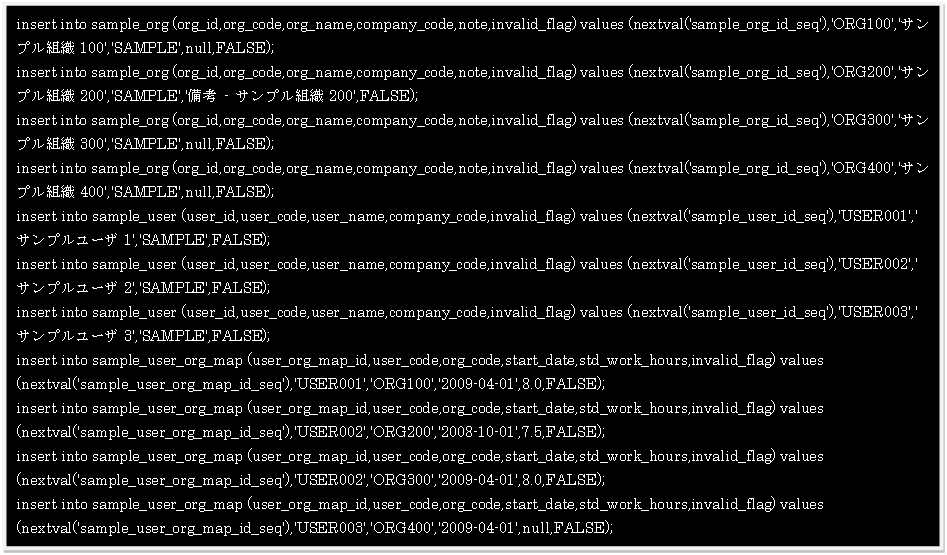 insert into sample_org (org_id,org_code,org_name,company_code,note,invalid_flag) values (nextval('sample_org_id_seq'),'ORG100','サン
プル組織 100','SAMPLE',null,FALSE);
insert into sample_org (org_id,org_code,org_name,company_code,note,invalid_flag) values (nextval('sample_org_id_seq'),'ORG200','サン
プル組織 200','SAMPLE','備考 - サンプル組織 200',FALSE);
insert into sample_org (org_id,org_code,org_name,company_code,note,invalid_flag) values (nextval('sample_org_id_seq'),'ORG300','サン
プル組織 300','SAMPLE',null,FALSE);
insert into sample_org (org_id,org_code,org_name,company_code,note,invalid_flag) values (nextval('sample_org_id_seq'),'ORG400','サン
プル組織 400','SAMPLE',null,FALSE);
insert into sample_user (user_id,user_code,user_name,company_code,invalid_flag) values (nextval('sample_user_id_seq'),'USER001','
サンプルユーザ 1','SAMPLE',FALSE);
insert into sample_user (user_id,user_code,user_name,company_code,invalid_flag) values (nextval('sample_user_id_seq'),'USER002','
サンプルユーザ 2','SAMPLE',FALSE);
insert into sample_user (user_id,user_code,user_name,company_code,invalid_flag) values (nextval('sample_user_id_seq'),'USER003','
サンプルユーザ 3','SAMPLE',FALSE);
insert into sample_user_org_map (user_org_map_id,user_code,org_code,start_date,std_work_hours,invalid_flag) values
(nextval('sample_user_org_map_id_seq'),'USER001','ORG100','2009-04-01',8.0,FALSE);
insert into sample_user_org_map (user_org_map_id,user_code,org_code,start_date,std_work_hours,invalid_flag) values
(nextval('sample_user_org_map_id_seq'),'USER002','ORG200','2008-10-01',7.5,FALSE);
insert into sample_user_org_map (user_org_map_id,user_code,org_code,start_date,std_work_hours,invalid_flag) values
(nextval('sample_user_org_map_id_seq'),'USER002','ORG300','2009-04-01',8.0,FALSE);
insert into sample_user_org_map (user_org_map_id,user_code,org_code,start_date,std_work_hours,invalid_flag) values
(nextval('sample_user_org_map_id_seq'),'USER003','ORG400','2009-04-01',null,FALSE);